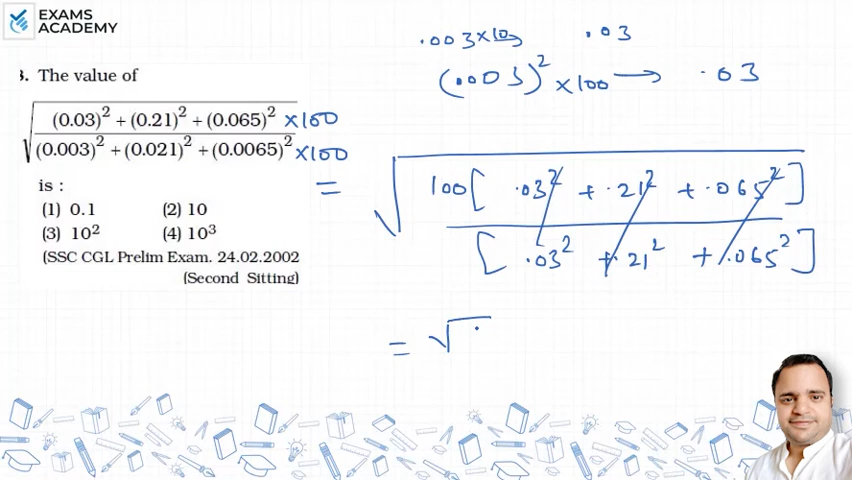 EXAMS
ACADEMY
3. The value of
√ (0.03)² + (0.21)² + (0.065)² ×100
(0.003)² + (0.021)² + (0.0065)² ×100
is :
(1) 0.1 (2) 10
(3) 10² (4) 10³
(SSC CGL Prelim Exam. 24.02.2002
(Second Sitting)
.003×10 .03
(.003)² ×100 → .03
= √ 100[ .03² + .21² + .065² ]
[ .03² + .21² + .065² ]
= √